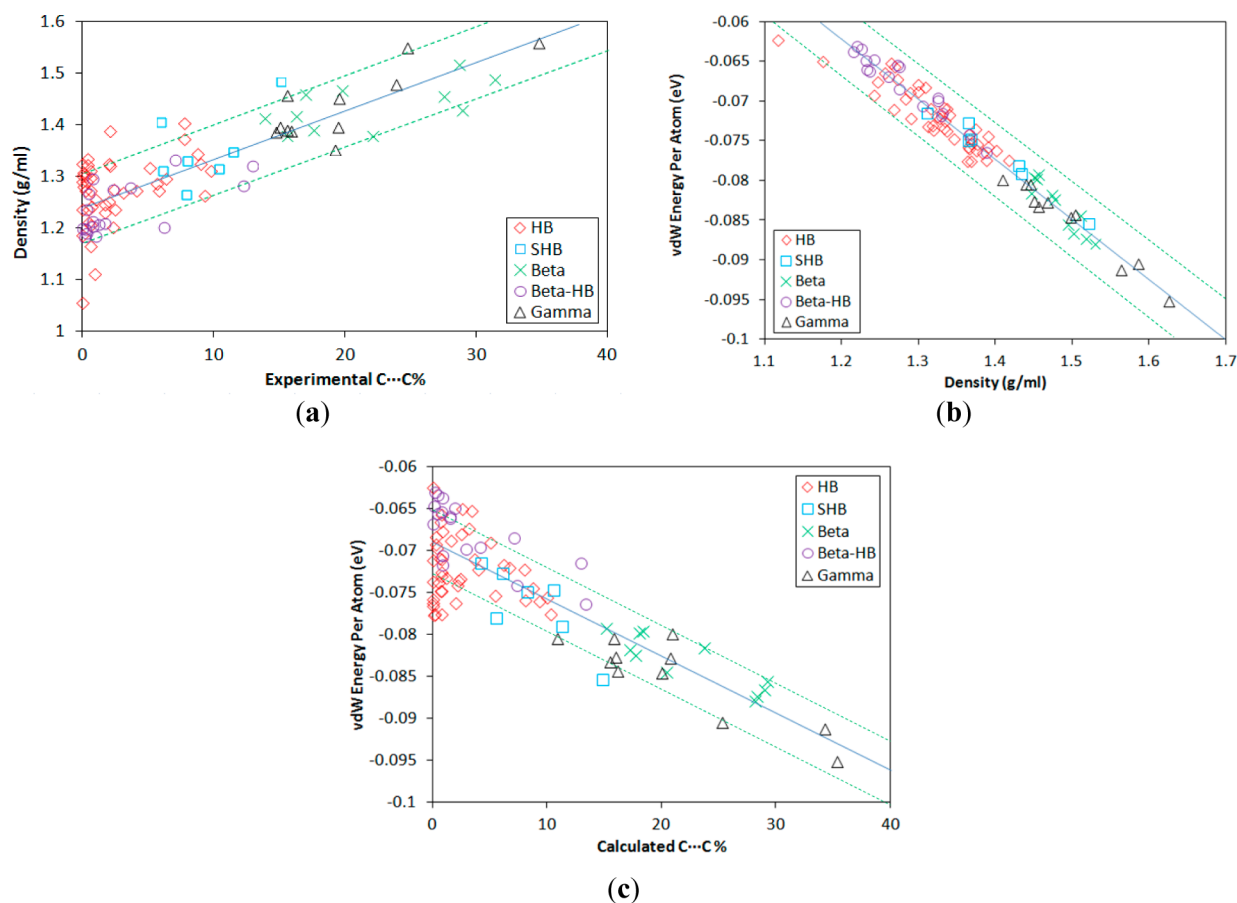 1.6
1.5
1.4
1.3
1.2
1.1
1
Density (g/ml)
0 10 20 30 40
Experimental C···C%
HB
SHB
Beta
Beta-HB
Gamma
(a)
-0.06
-0.065
-0.07
-0.075
-0.08
-0.085
-0.09
-0.095
-0.1
vdW Energy Per Atom (eV)
1.1 1.2 1.3 1.4 1.5 1.6 1.7
Density (g/ml)
HB
SHB
Beta
Beta-HB
Gamma
(b)
-0.06
-0.065
-0.07
-0.075
-0.08
-0.085
-0.09
-0.095
-0.1
vdW Energy Per Atom (eV)
0 10 20 30 40
Calculated C···C %
HB
SHB
Beta
Beta-HB
Gamma
(c)